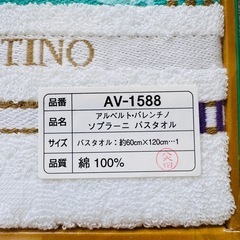 TINO
品番 AV-1588
品名 アルベルト・バレンチノ
ソプラーニ バスタオル
サイズ バスタオル：約60cm×120cm…1
品質 綿 100%